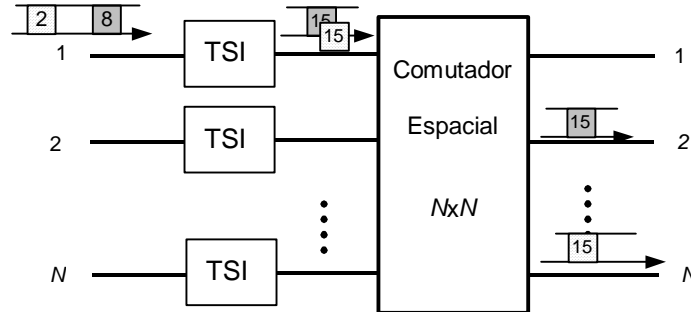 2 8 15
15
1 TSI 1
Comutador
15
2 TSI Espacial 2
NxN
15
N TSI N